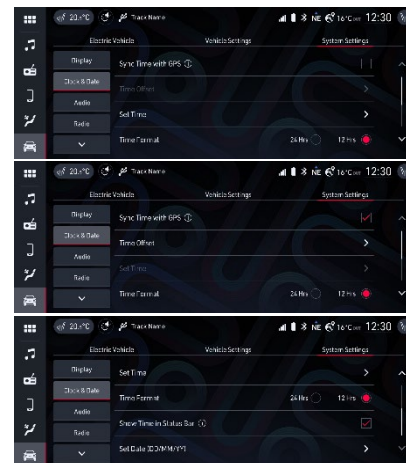 20.5°C Track Name NE 16°C 12:30
Electric Vehicle Vehicle Settings System Settings
Display
Sync Time with GPS
Clock & Date
Time Offset
Audio
Set Time
Radio
Time Format 24 Hrs 12 Hrs
Track Name NE 16°C 12:30
Electric Vehicle Vehicle Settings System Settings
Display
Sync Time with GPS
Clock & Date
Time Offset
Audio
Set Time
Radio
Time Format 24 Hrs 12 Hrs
Track Name NE 16°C 12:30
Electric Vehicle Vehicle Settings System Settings
Display
Set Time
Clock & Date
Time Format 24 Hrs 12 Hrs
Audio
Show Time in Status Bar
Radio
Set Date (DD/MM/YY)